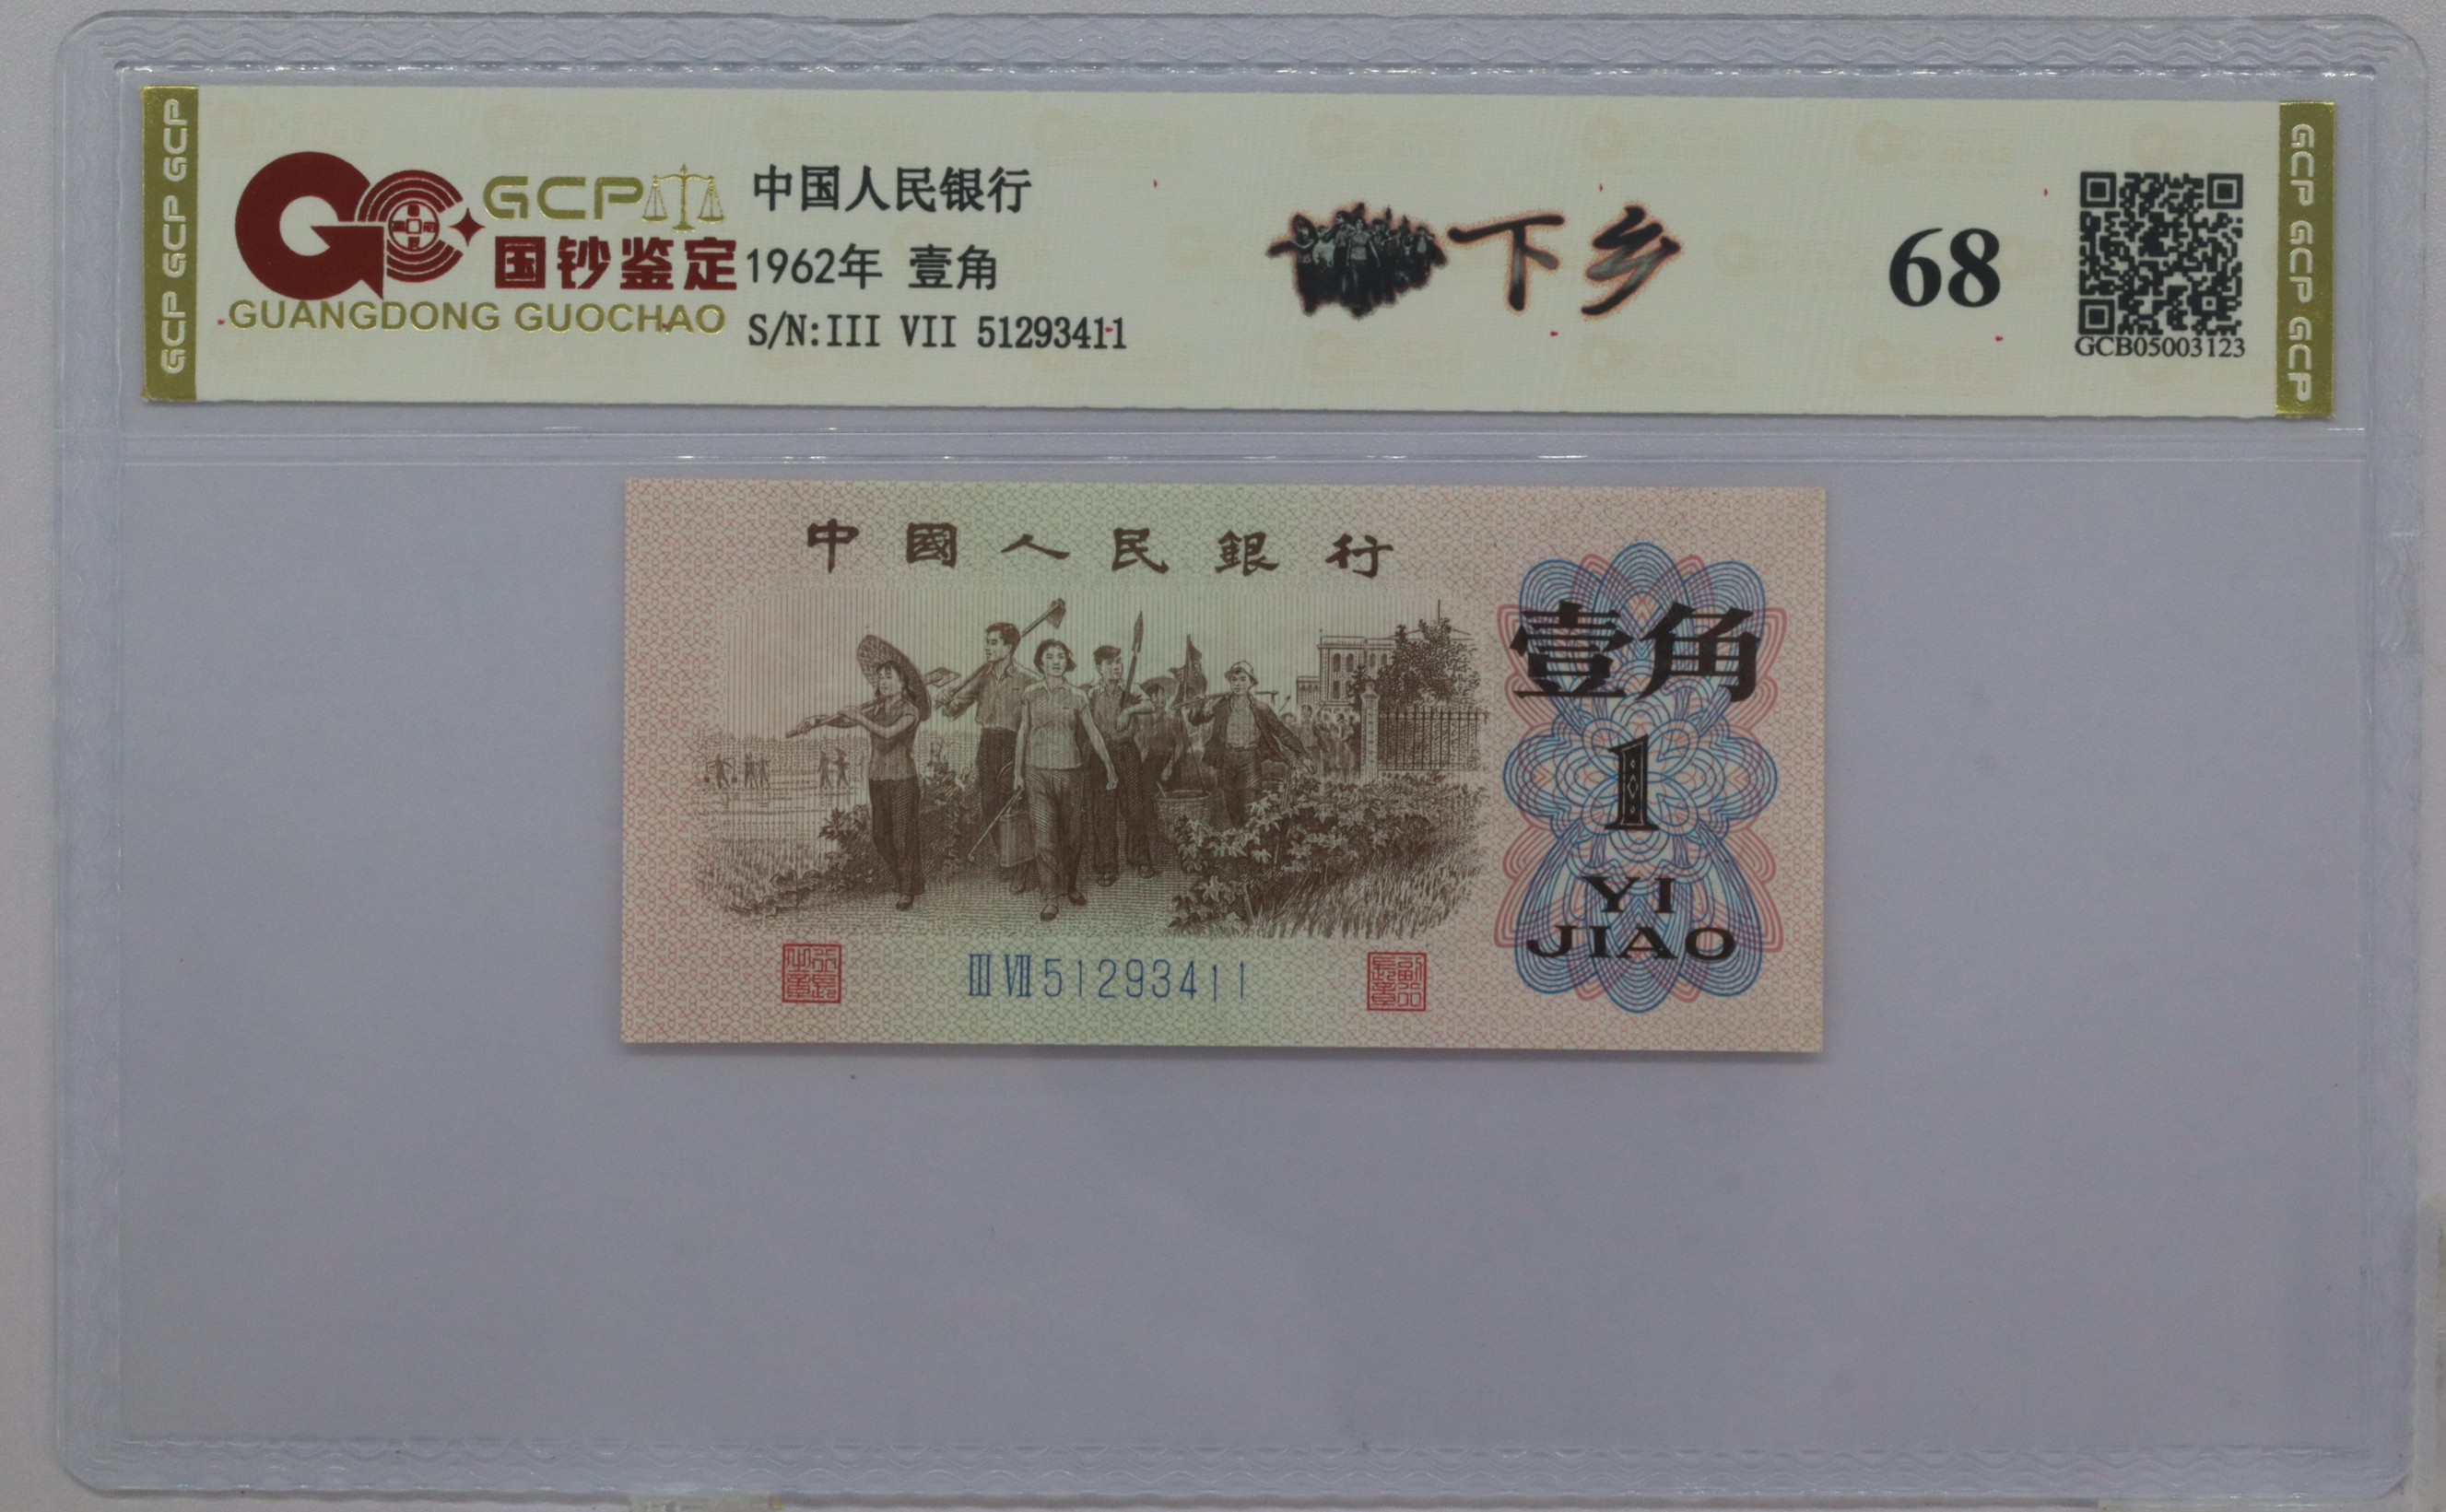 GCP GCP GCP
GCP
国钞鉴定
GUANGDONG GUOCHAO
中国人民银行
1962年 壹角
S/N:III VII 51293411
下乡
68
GCB05003123
GCP GCP GCP GCP
中國人民銀行
壹角
1
YI
JIAO
III VII 51293411